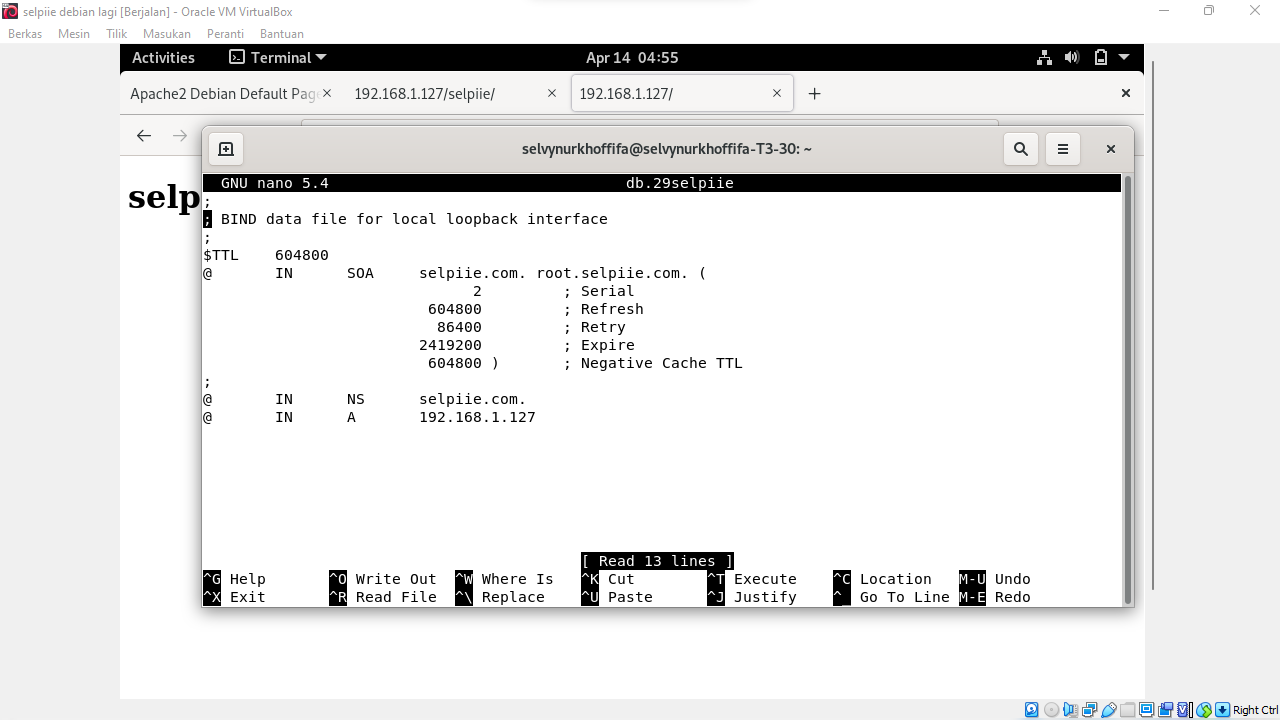 selpiie debian lagi [Berjalan] - Oracle VM VirtualBox
Berkas Mesin Tilik Masukan Peranti Bantuan
Activities Terminal Apr 14 04:55
Apache2 Debian Default Page 192.168.1.127/selpiie/ 192.168.1.127/
selvynurkhoffifa@selvynurkhoffifa-T3-30: ~
selp
GNU nano 5.4 db.29selpiie
;
; BIND data file for local loopback interface
;
$TTL 604800
@ IN SOA selpiie.com. root.selpiie.com. (
2 ; Serial
604800 ; Refresh
86400 ; Retry
2419200 ; Expire
604800 ) ; Negative Cache TTL
;
@ IN NS selpiie.com.
@ IN A 192.168.1.127
[ Read 13 lines ]
^G Help ^O Write Out ^W Where Is ^K Cut ^T Execute ^C Location M-U Undo
^X Exit ^R Read File ^\ Replace ^U Paste ^J Justify ^_ Go To Line M-E Redo
Right Ctrl